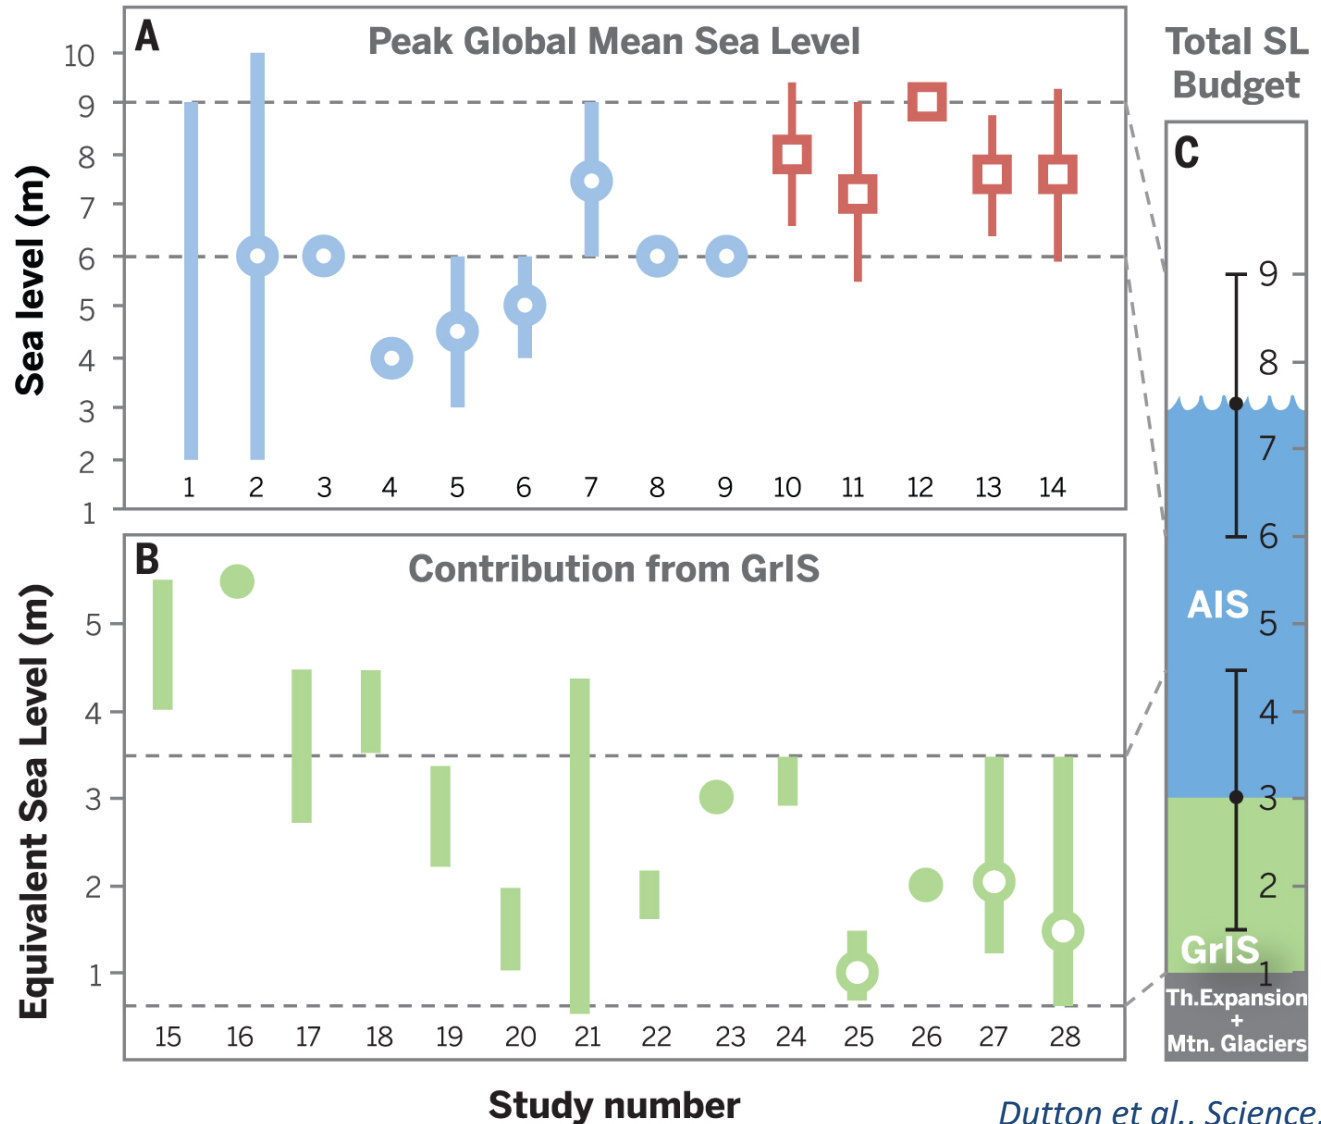 A
Peak Global Mean Sea Level
Sea level (m)
10
9
8
7
6
5
4
3
2
1
1 2 3 4 5 6 7 8 9 10 11 12 13 14
B
Contribution from GrIS
Equivalent Sea Level (m)
5
4
3
2
1
15 16 17 18 19 20 21 22 23 24 25 26 27 28
Study number
Total SL
Budget
C
9
8
7
6
AIS 5
4
3
2
GrIS
1
Th.Expansion
+
Mtn. Glaciers
Dutton et al., Science,